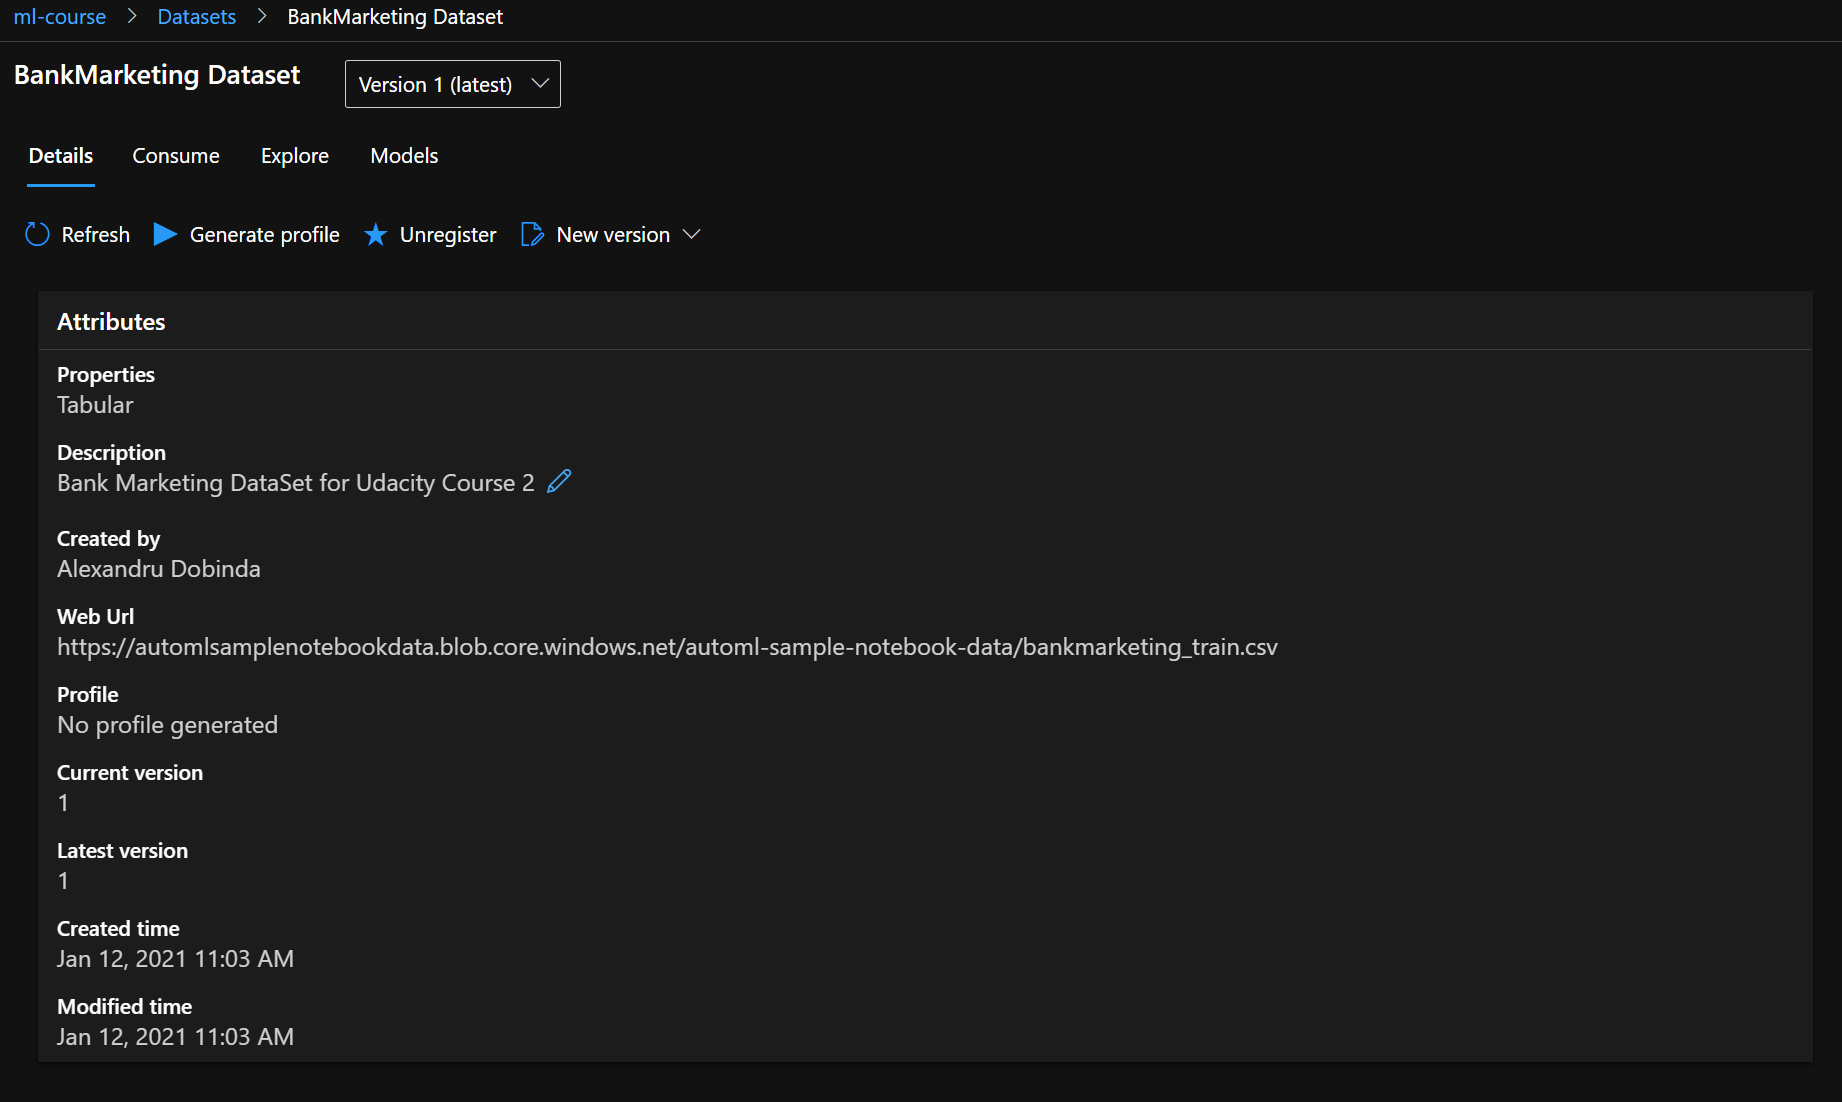 ml-course > Datasets > BankMarketing Dataset
BankMarketing Dataset
Version 1 (latest)
Details Consume Explore Models
Refresh Generate profile Unregister New version
Attributes
Properties
Tabular
Description
Bank Marketing DataSet for Udacity Course 2
Created by
Alexandru Dobinda
Web Url
https://automlsamplenotebookdata.blob.core.windows.net/automl-sample-notebook-data/bankmarketing_train.csv
Profile
No profile generated
Current version
1
Latest version
1
Created time
Jan 12, 2021 11:03 AM
Modified time
Jan 12, 2021 11:03 AM